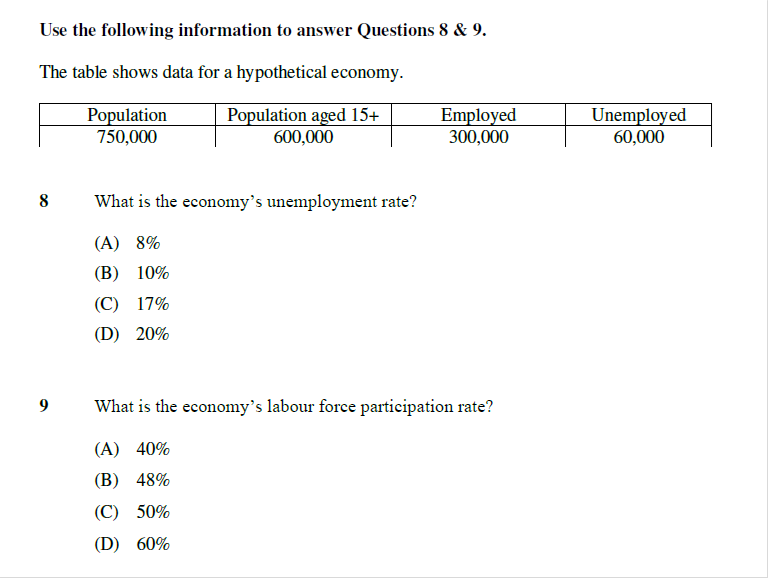 Use the following information to answer Questions 8 & 9.
The table shows data for a hypothetical economy.
Population Population aged 15+ Employed Unemployed
750,000 600,000 300,000 60,000
8 What is the economy's unemployment rate?
(A) 8%
(B) 10%
(C) 17%
(D) 20%
9 What is the economy's labour force participation rate?
(A) 40%
(B) 48%
(C) 50%
(D) 60%